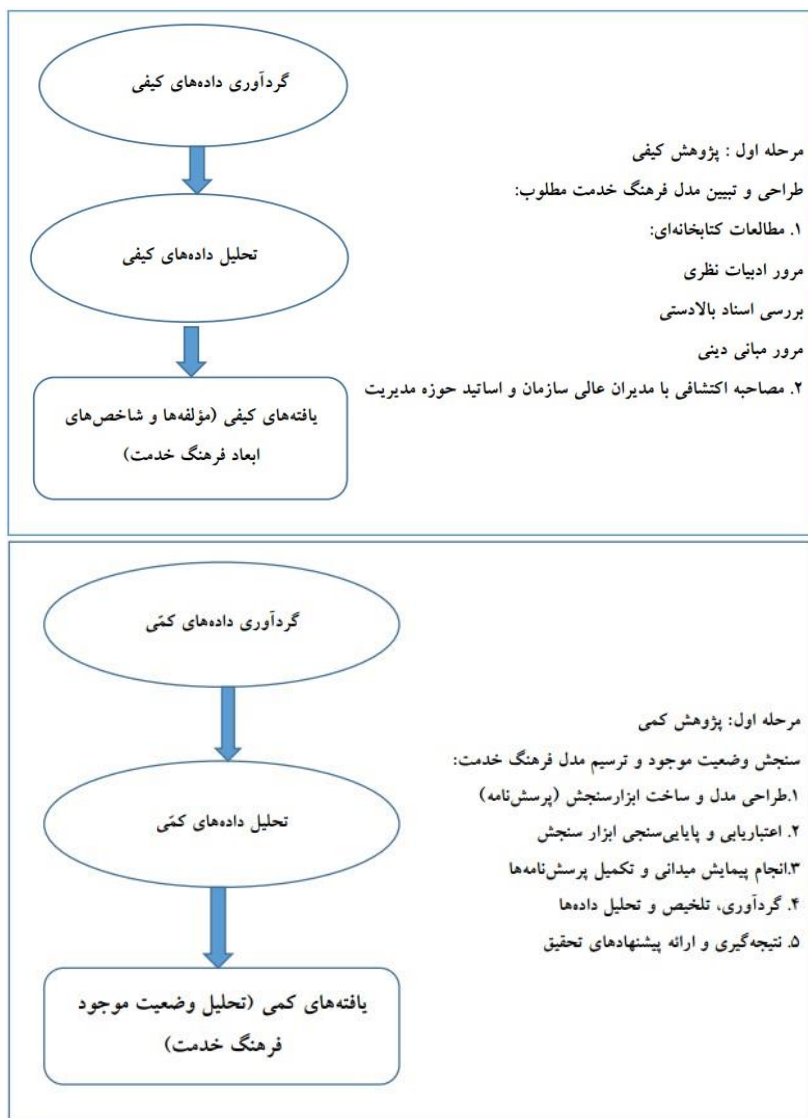 گردآوری داده‌های کیفی
تحلیل داده‌های کیفی
یافته‌های کیفی (مؤلفه‌ها و شاخص‌های
ابعاد فرهنگ خدمت)
مرحله اول : پژوهش کیفی
طراحی و تبیین مدل فرهنگ خدمت مطلوب:
۱. مطالعات کتابخانه‌ای:
مرور ادبیات نظری
بررسی اسناد بالادستی
مرور مبانی دینی
۲. مصاحبه اکتشافی با مدیران عالی سازمان و اساتید حوزه مدیریت
گردآوری داده‌های کمّی
تحلیل داده‌های کمّی
یافته‌های کمی (تحلیل وضعیت موجود
فرهنگ خدمت)
مرحله اول: پژوهش کمی
سنجش وضعیت موجود و ترسیم مدل فرهنگ خدمت:
۱.طراحی مدل و ساخت ابزارسنجش (پرسش‌نامه)
۲. اعتباریابی و پایایی‌سنجی ابزار سنجش
۳.انجام پیمایش میدانی و تکمیل پرسش‌نامه‌ها
۴. گردآوری، تلخیص و تحلیل داده‌ها
۵. نتیجه‌گیری و ارائه پیشنهادهای تحقیق